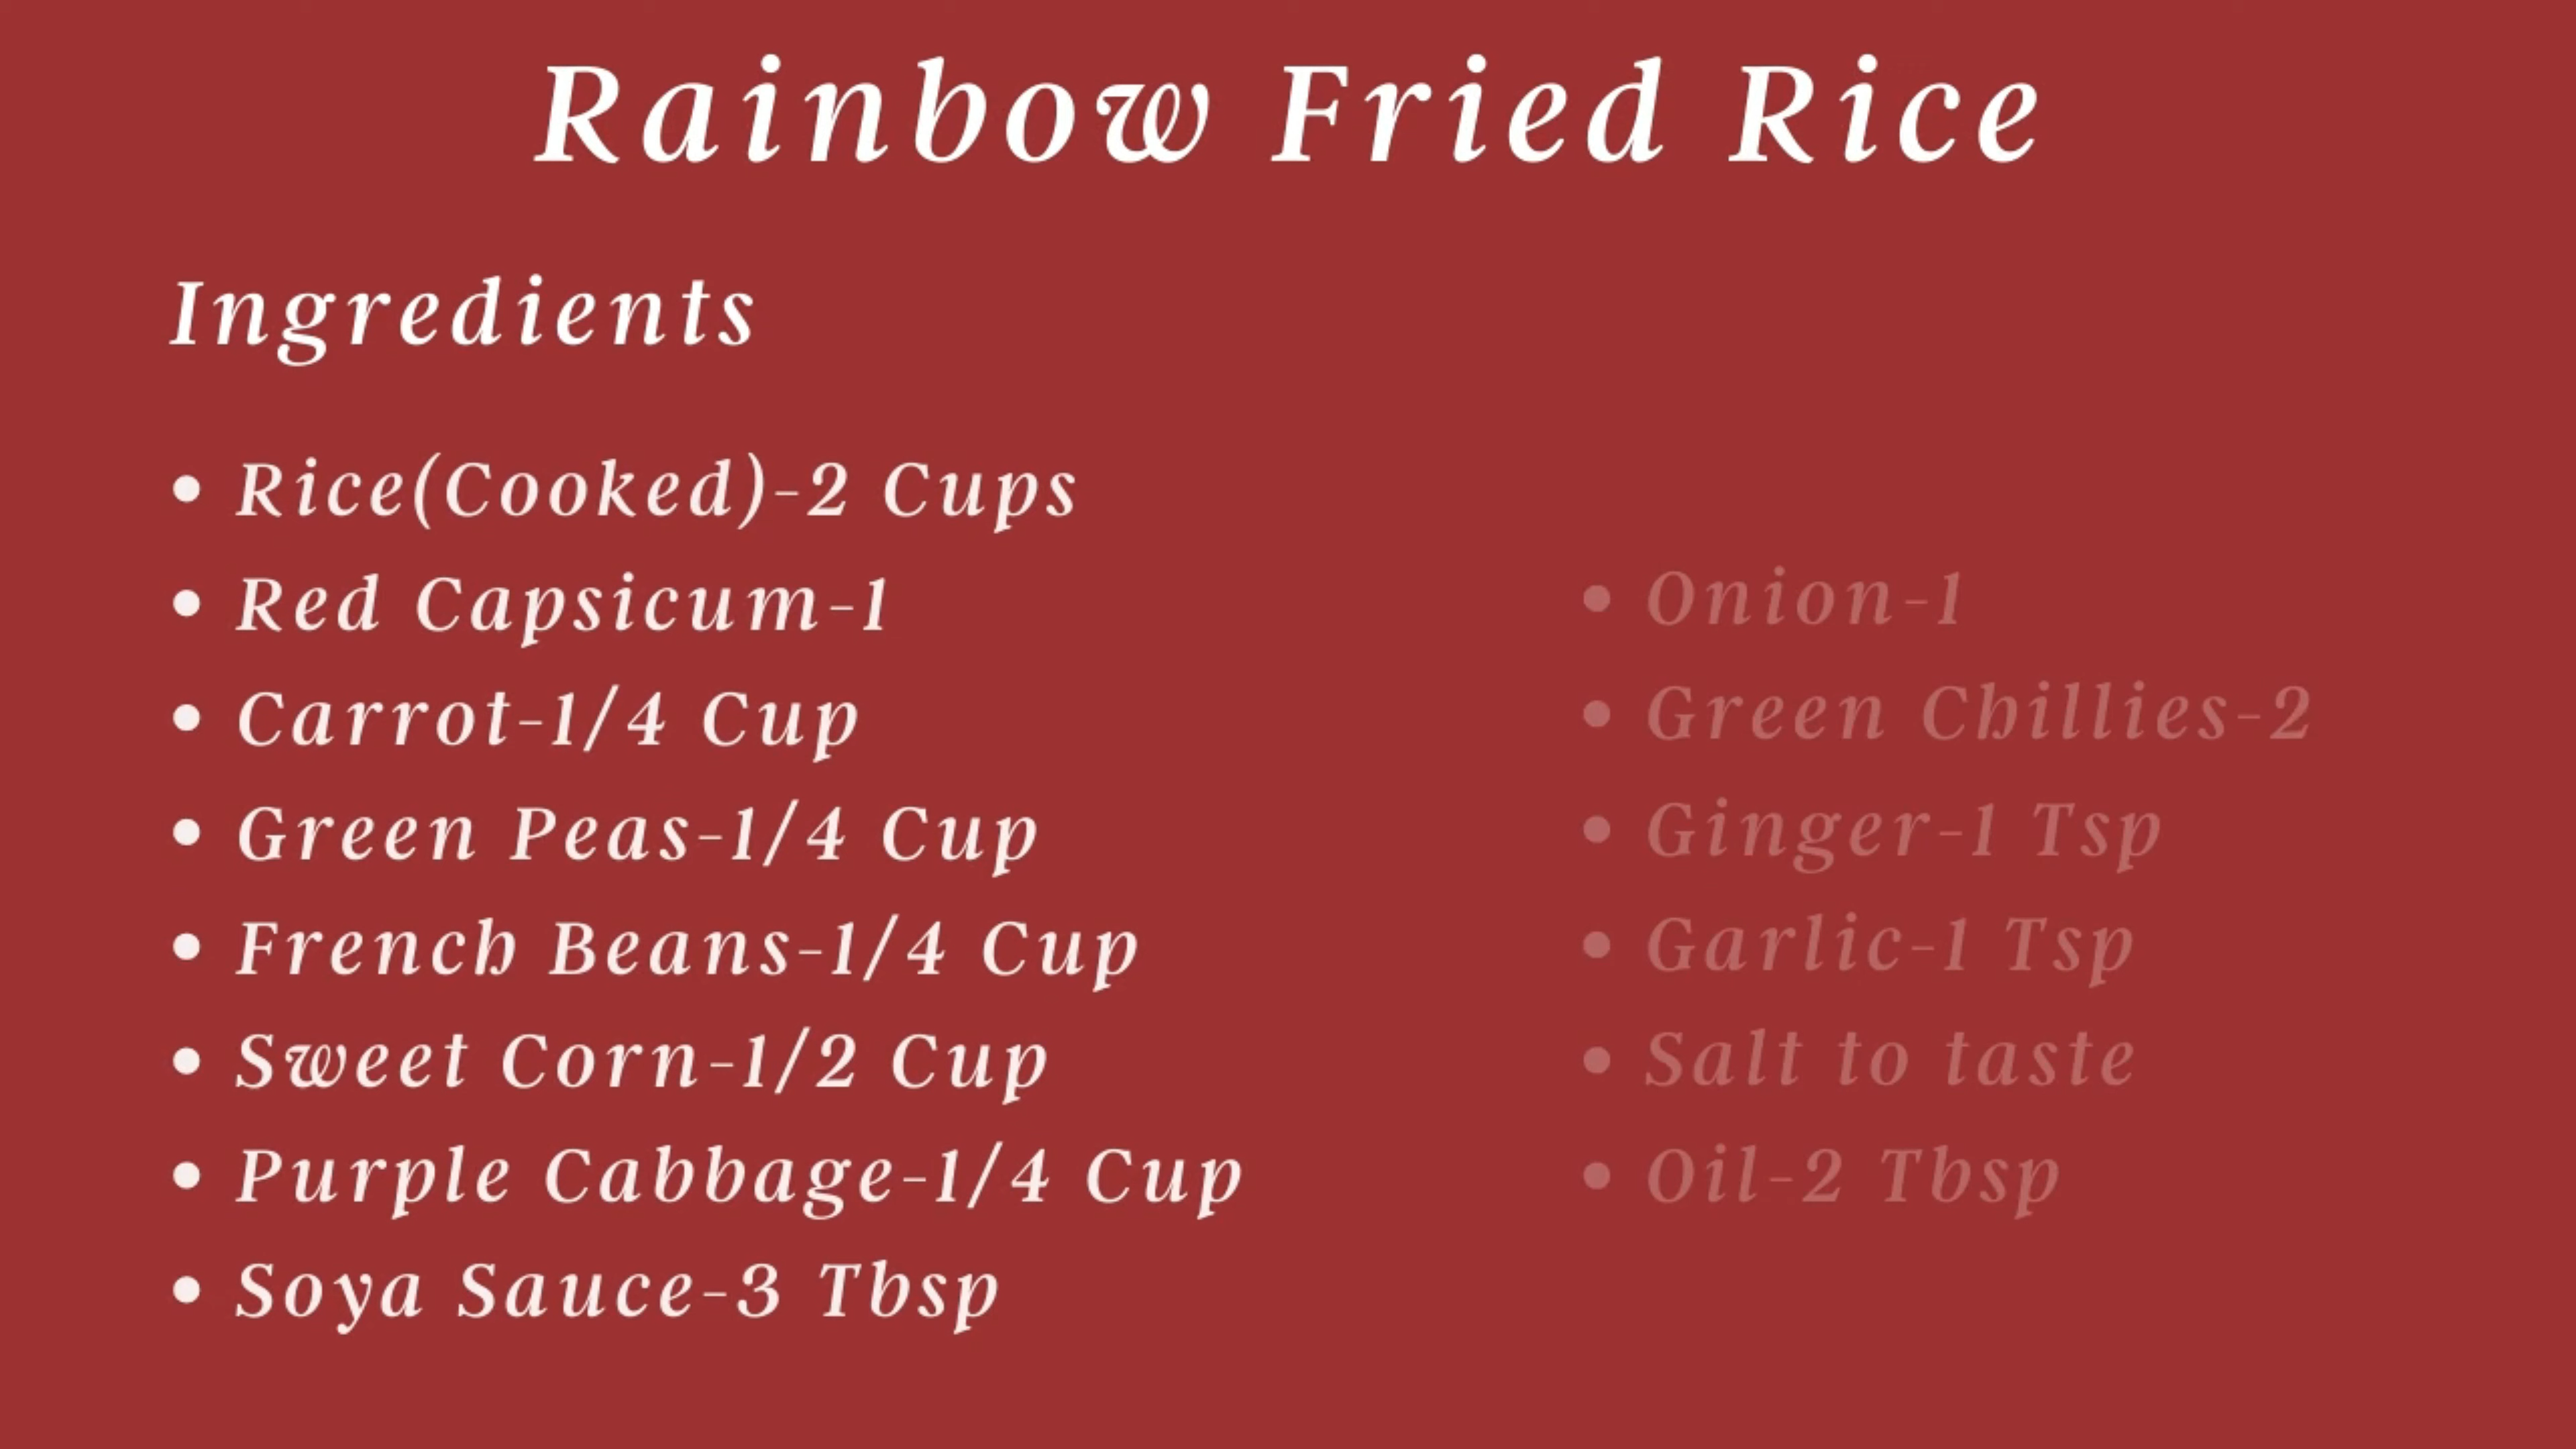 Rainbow Fried Rice
Ingredients
• Rice(Cooked)-2 Cups
• Red Capsicum-1
• Carrot-1/4 Cup
• Green Peas-1/4 Cup
• French Beans-1/4 Cup
• Sweet Corn-1/2 Cup
• Purple Cabbage-1/4 Cup
• Soya Sauce-3 Tbsp
• Onion-1
• Green Chillies-2
• Ginger-1 Tsp
• Garlic-1 Tsp
• Salt to taste
• Oil-2 Tbsp